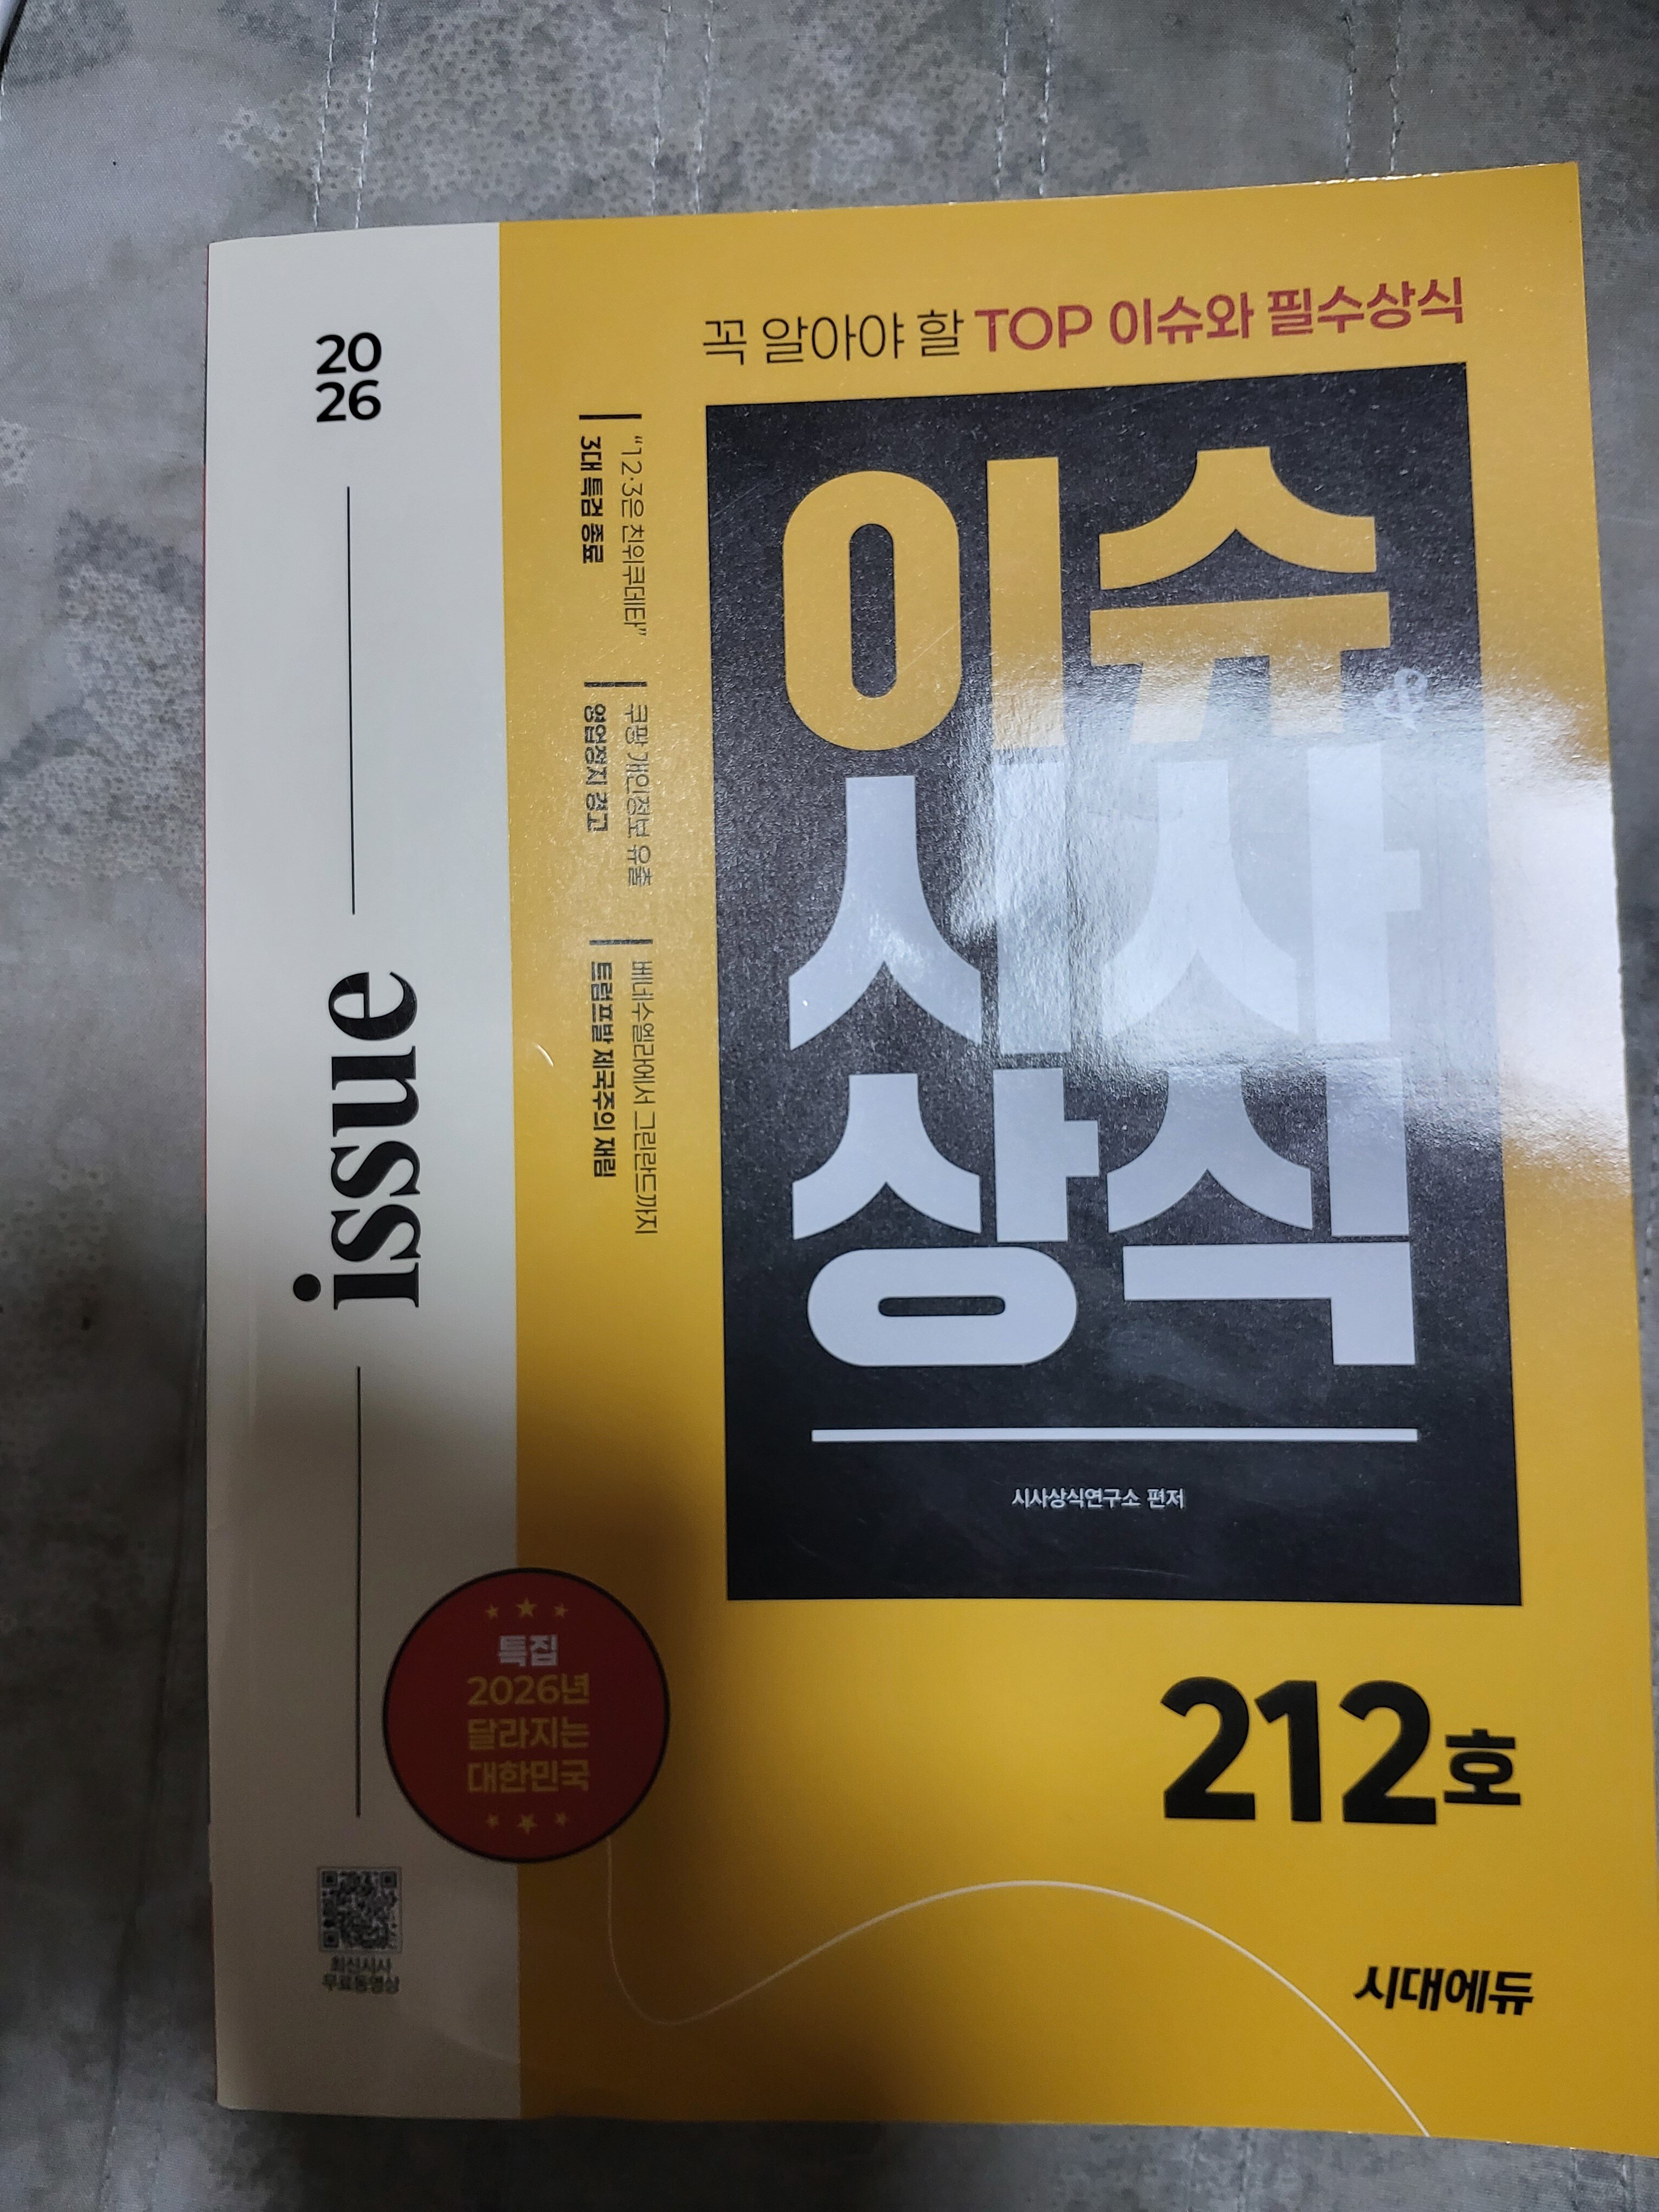 20
26
issue
꼭 알아야 할 TOP 이슈와 필수상식
"12·3은 친위쿠데타"
3대 특검 종료
쿠팡 개인정보 유출
영업정지 경고
베네수엘라에서 그린란드까지
트럼프발 제국주의 재림
이슈
&
시사
상식
시사상식연구소 편저
특집
2026년
달라지는
대한민국
212호
최신시사
무료동영상
시대에듀